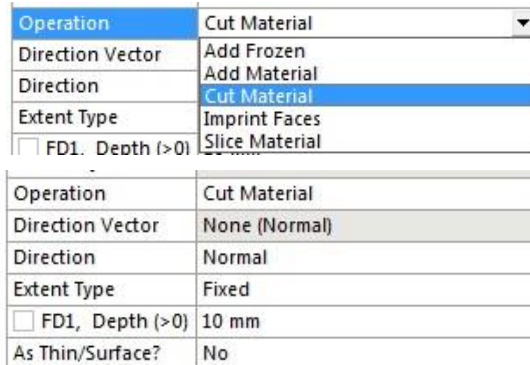 Operation Cut Material
Direction Vector Add Frozen
Direction Add Material
Cut Material
Extent Type Imprint Faces
FD1, Depth (>0) Slice Material
Operation Cut Material
Direction Vector None (Normal)
Direction Normal
Extent Type Fixed
FD1, Depth (>0) 10 mm
As Thin/Surface? No